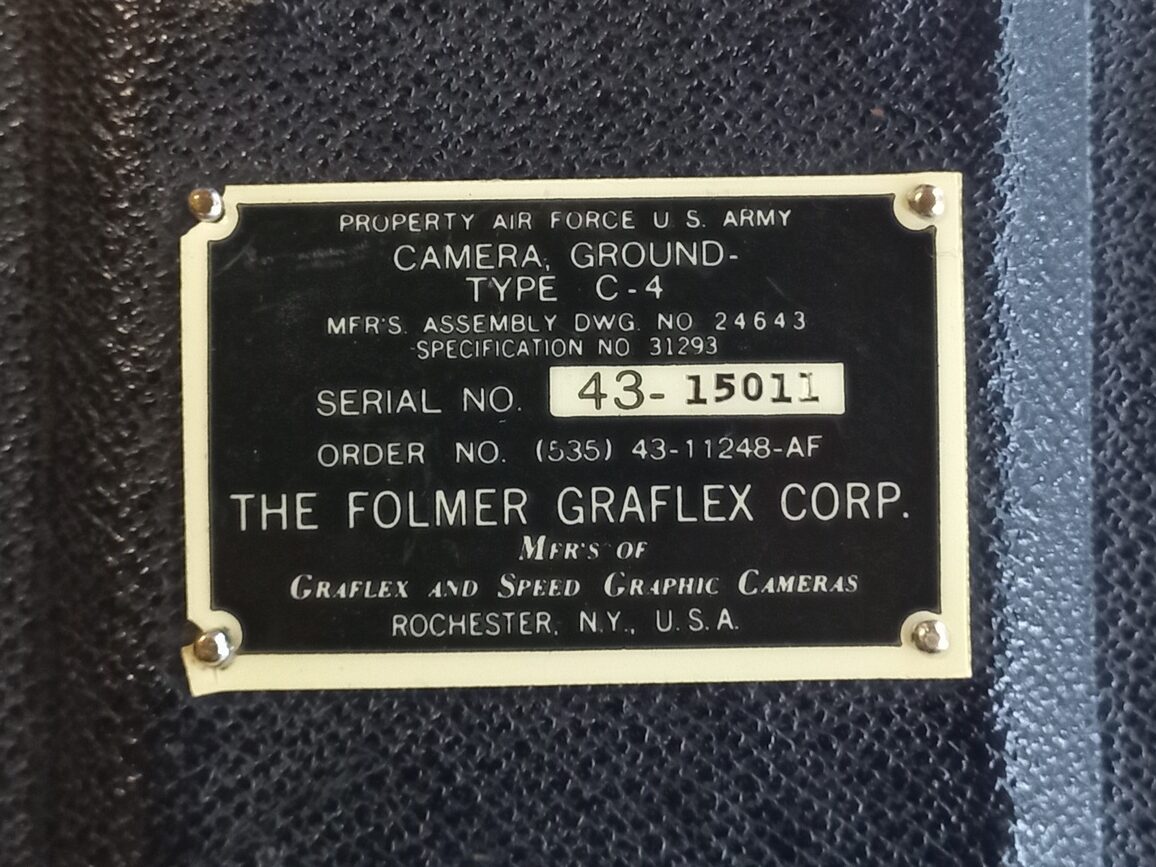 PROPERTY AIR FORCE U.S. ARMY
CAMERA, GROUND-
TYPE C-4
MFR'S. ASSEMBLY DWG. NO 24643
SPECIFICATION NO 31293
SERIAL NO. 43-15011
ORDER NO. (535) 43-11248-AF
THE FOLMER GRAFLEX CORP.
MFR'S OF
GRAFLEX AND SPEED GRAPHIC CAMERAS
ROCHESTER, N.Y., U.S.A.